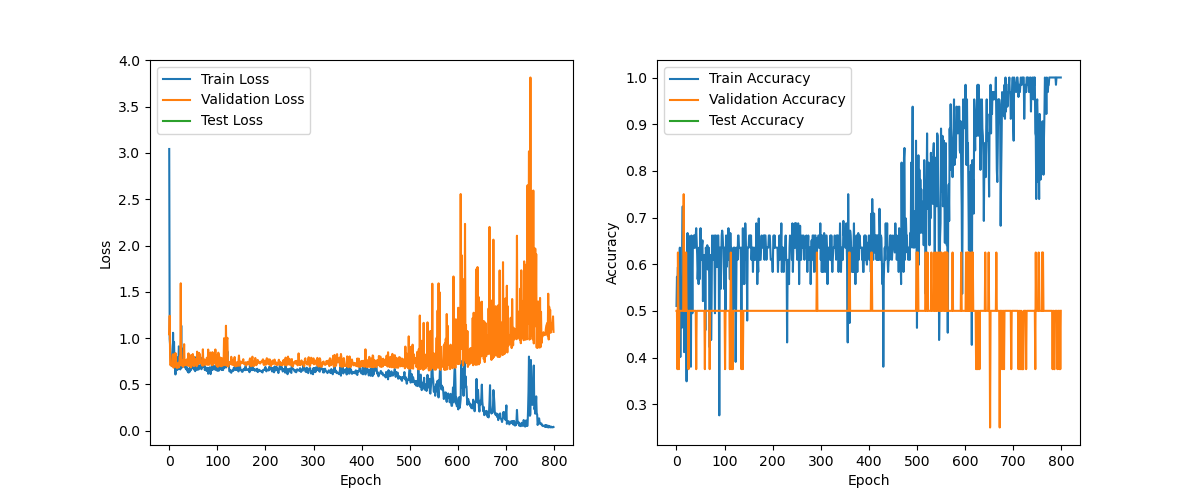 4.0
3.5
3.0
2.5
2.0
1.5
1.0
0.5
0.0
Loss
Train Loss
Validation Loss
Test Loss
0 100 200 300 400 500 600 700 800
Epoch
1.0
0.9
0.8
0.7
0.6
0.5
0.4
0.3
Accuracy
Train Accuracy
Validation Accuracy
Test Accuracy
0 100 200 300 400 500 600 700 800
Epoch